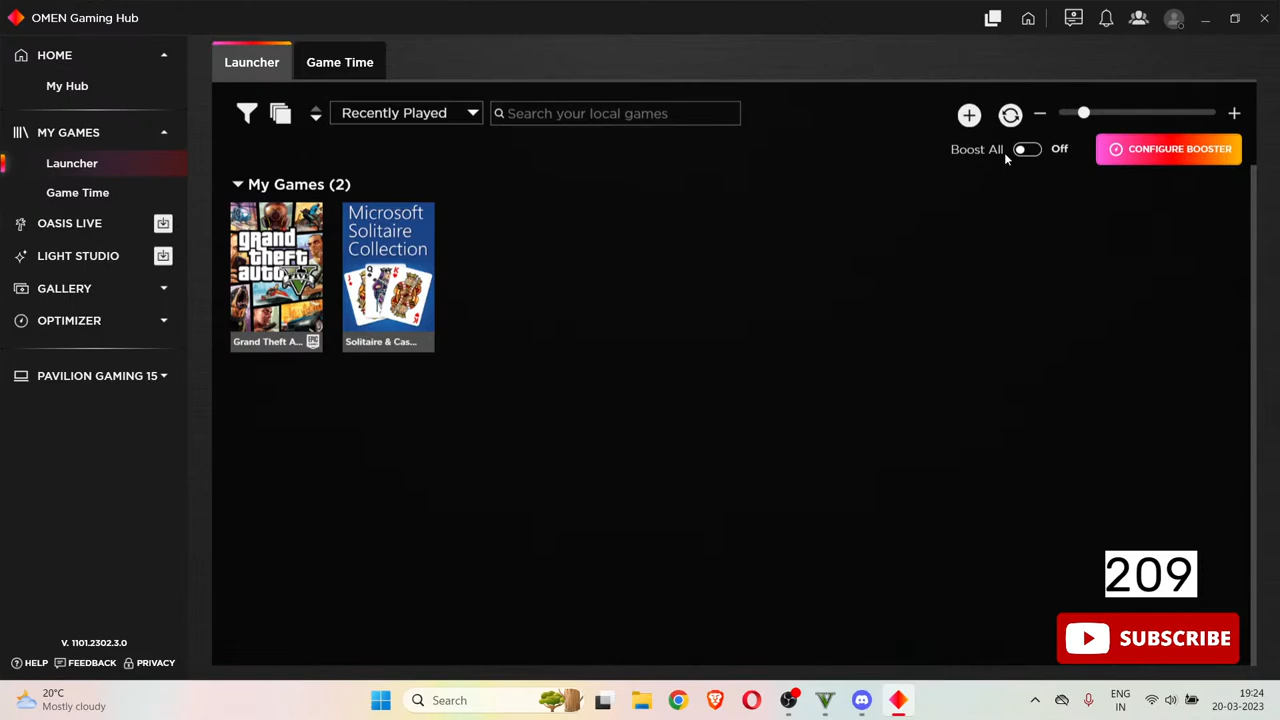 OMEN Gaming Hub
HOME
My Hub
MY GAMES
Launcher
Game Time
OASIS LIVE
LIGHT STUDIO
GALLERY
OPTIMIZER
PAVILION GAMING 15
V. 1101.2302.3.0
HELP FEEDBACK PRIVACY
Launcher Game Time
Recently Played Search your local games
Boost All Off CONFIGURE BOOSTER
My Games (2)
grand
theft
auto
V
FIVE
Grand Theft A... EPIC GAMES
Microsoft
Solitaire
Collection
J Q K
K
Solitaire & Cas...
209
SUBSCRIBE
20°C
Mostly cloudy
Search
ENG
IN
19:24
20-03-2023